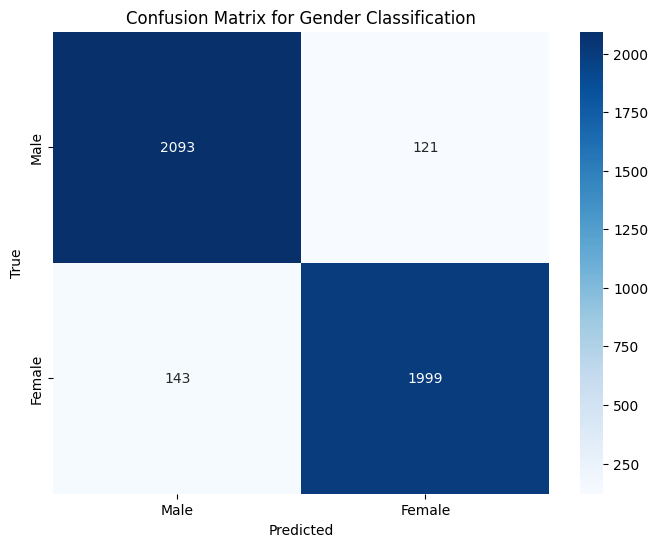 Confusion Matrix for Gender Classification
True
Male
2093
121
Female
143
1999
Male
Female
Predicted
2000
1750
1500
1250
1000
750
500
250